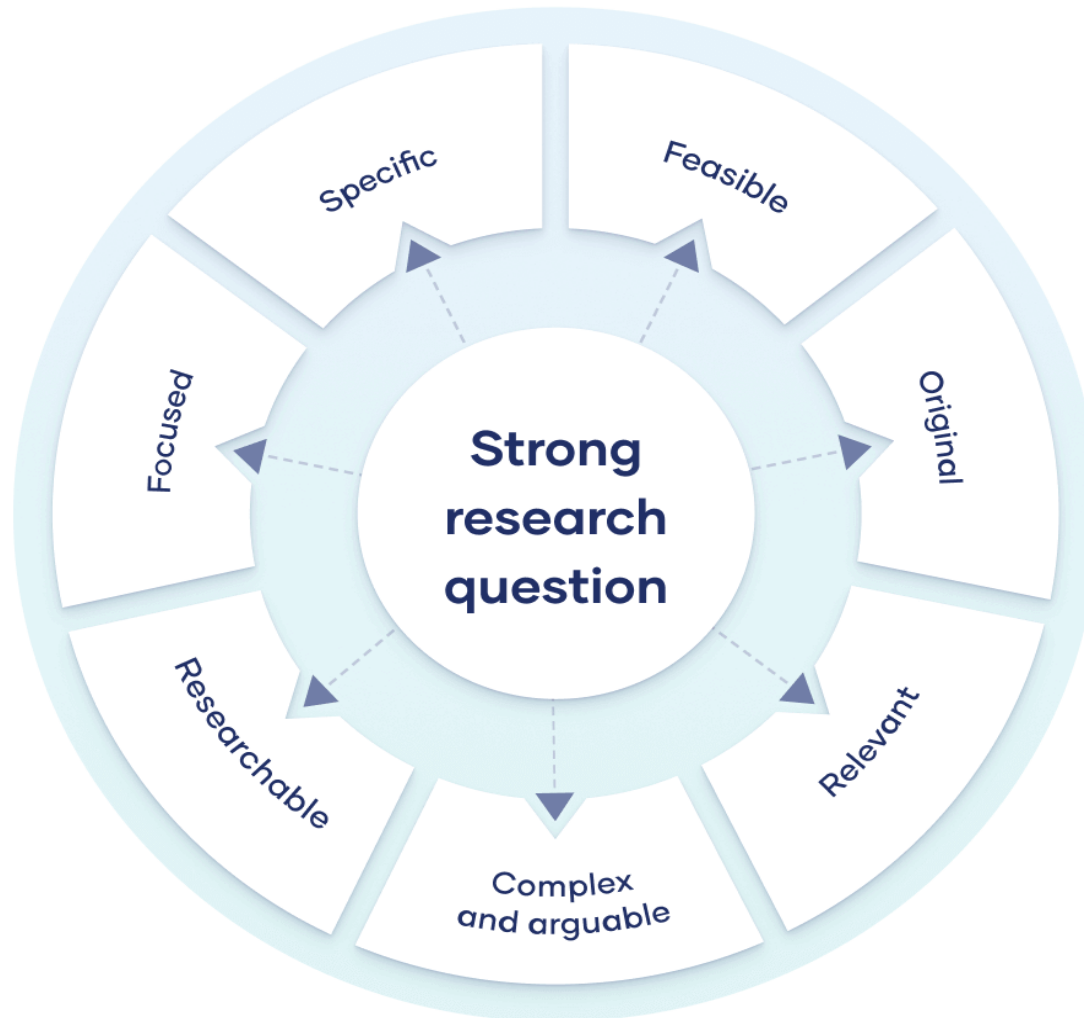 Strong
research
question
Specific
Feasible
Original
Relevant
Complex
and arguable
Researchable
Focused